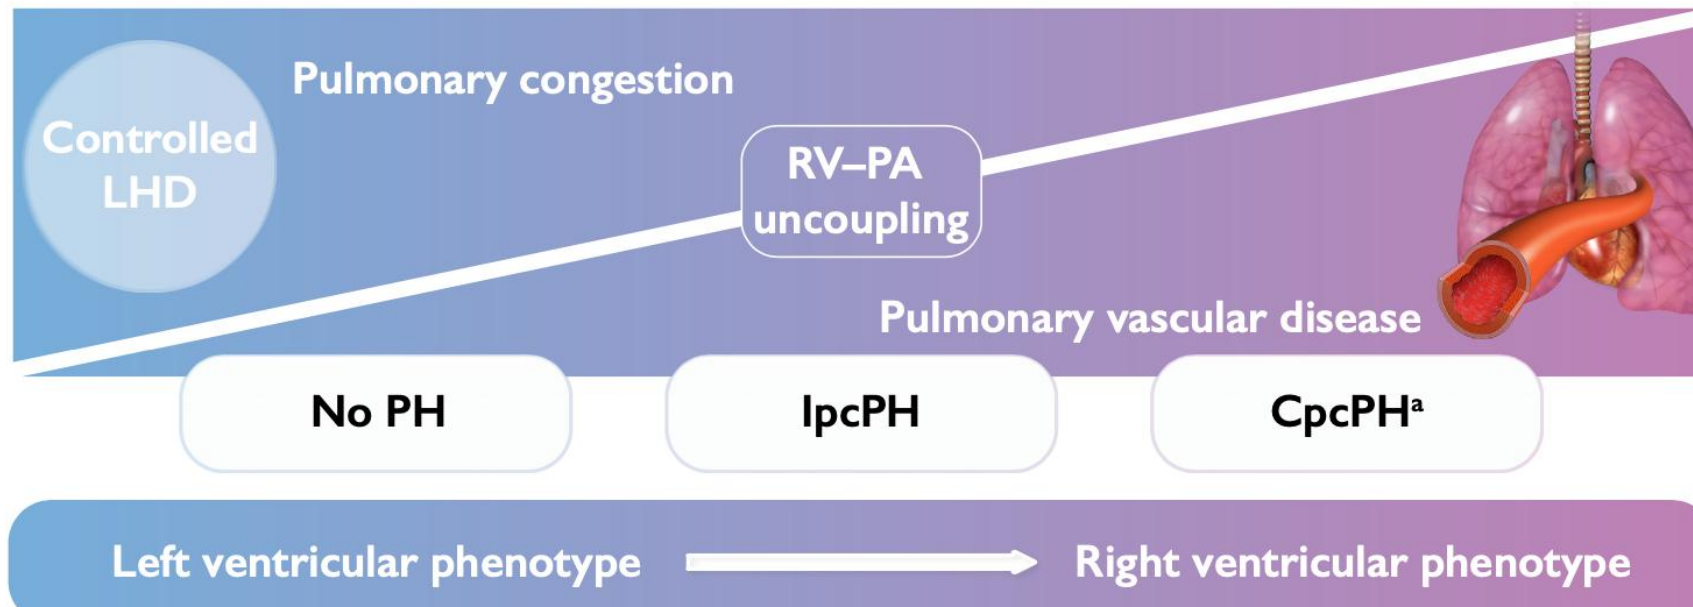 Pulmonary congestion
Controlled
LHD
RV–PA
uncoupling
Pulmonary vascular disease
No PH
IpcPH
CpcPHᵃ
Left ventricular phenotype
Right ventricular phenotype